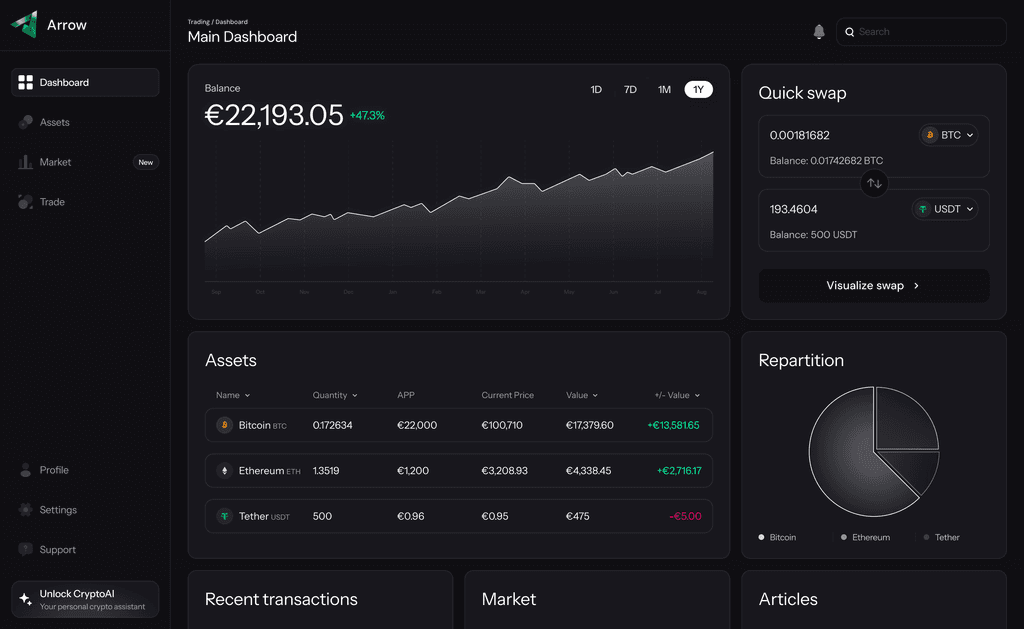 Arrow
Trading / Dashboard
Main Dashboard
Search
Dashboard
Assets
Market
New
Trade
Profile
Settings
Support
Unlock CryptoAI
Your personal crypto assistant
Balance
€22,193.05 +47.3%
1D 7D 1M 1Y
Sep Oct Nov Dec Jan Feb Mar Apr May Jun Jul Aug
Quick swap
0.00181682
BTC
Balance: 0.01742682 BTC
193.4604
USDT
Balance: 500 USDT
Visualize swap
Assets
Name Quantity APP Current Price Value +/- Value
Bitcoin BTC 0.172634 €22,000 €100,710 €17,379.60 +€13,581.65
Ethereum ETH 1.3519 €1,200 €3,208.93 €4,338.45 +€2,716.17
Tether USDT 500 €0.96 €0.95 €475 -€5.00
Repartition
Bitcoin Ethereum Tether
Recent transactions
Market
Articles